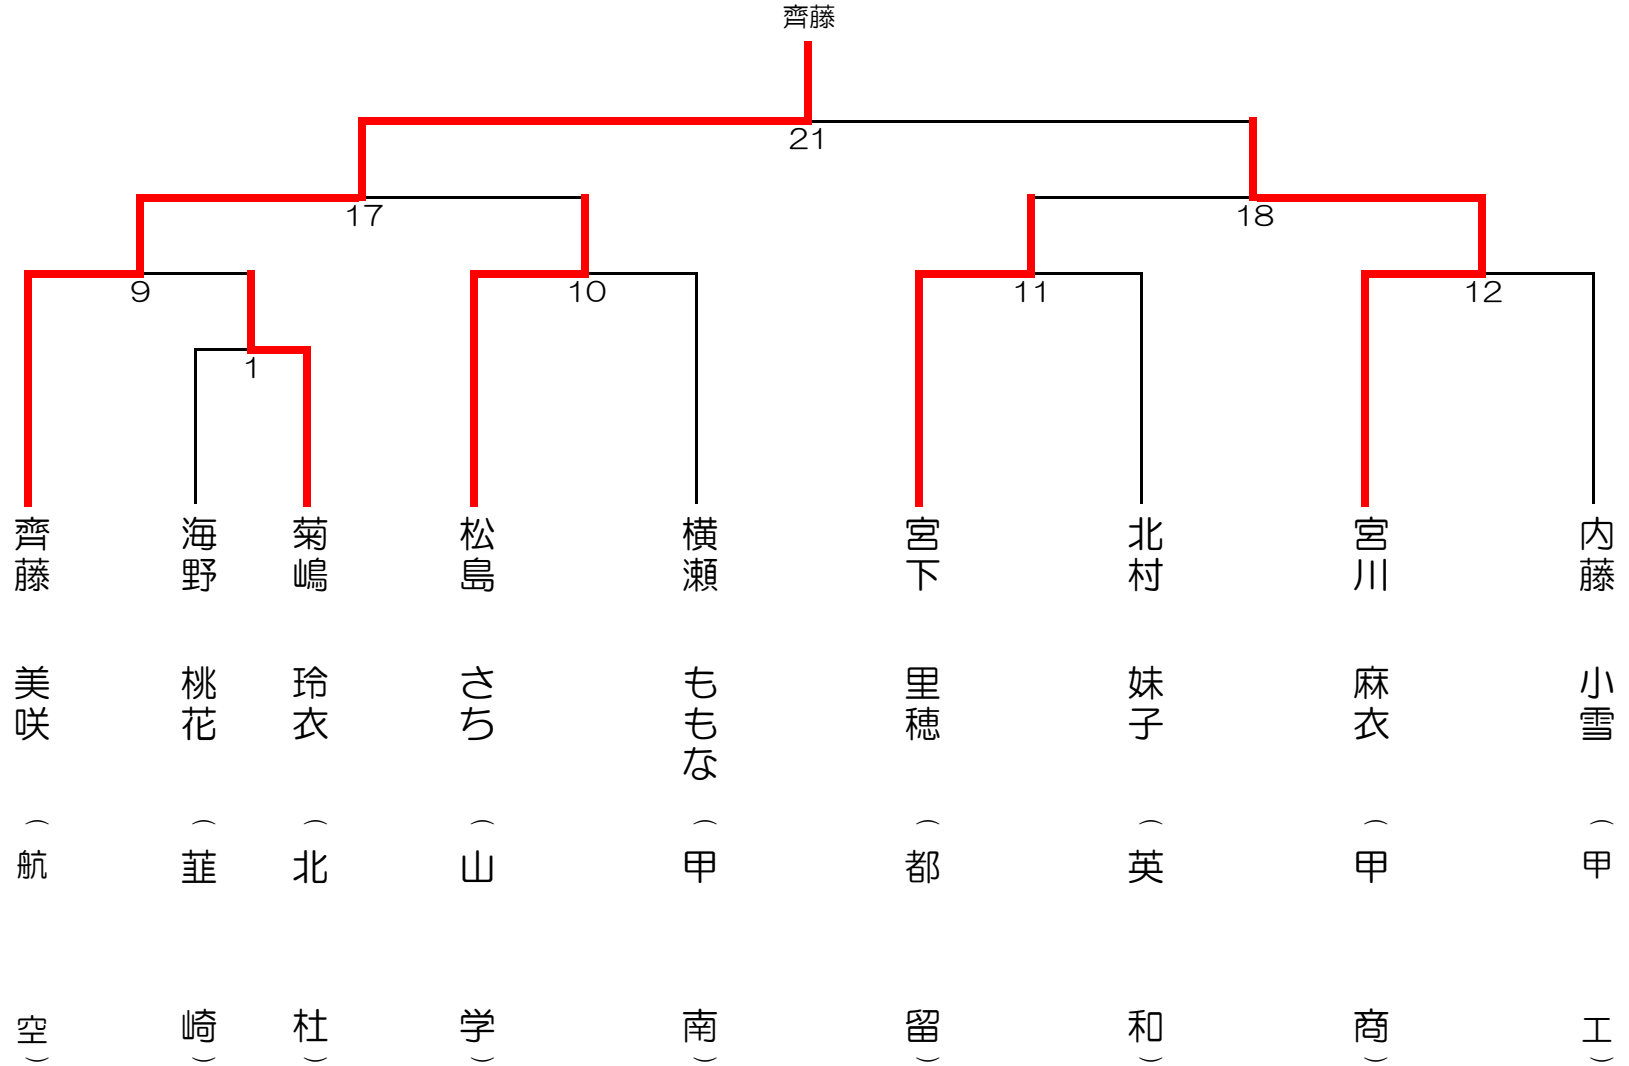 齊藤
21
17
18
9
10
11
12
1
齊藤 美咲 （航空）
海野 桃花 （韮崎）
菊嶋 玲衣 （北杜）
松島 さち （山学）
横瀬 ももな （甲南）
宮下 里穂 （都留）
北村 妹子 （英和）
宮川 麻衣 （甲商）
内藤 小雪 （甲工）